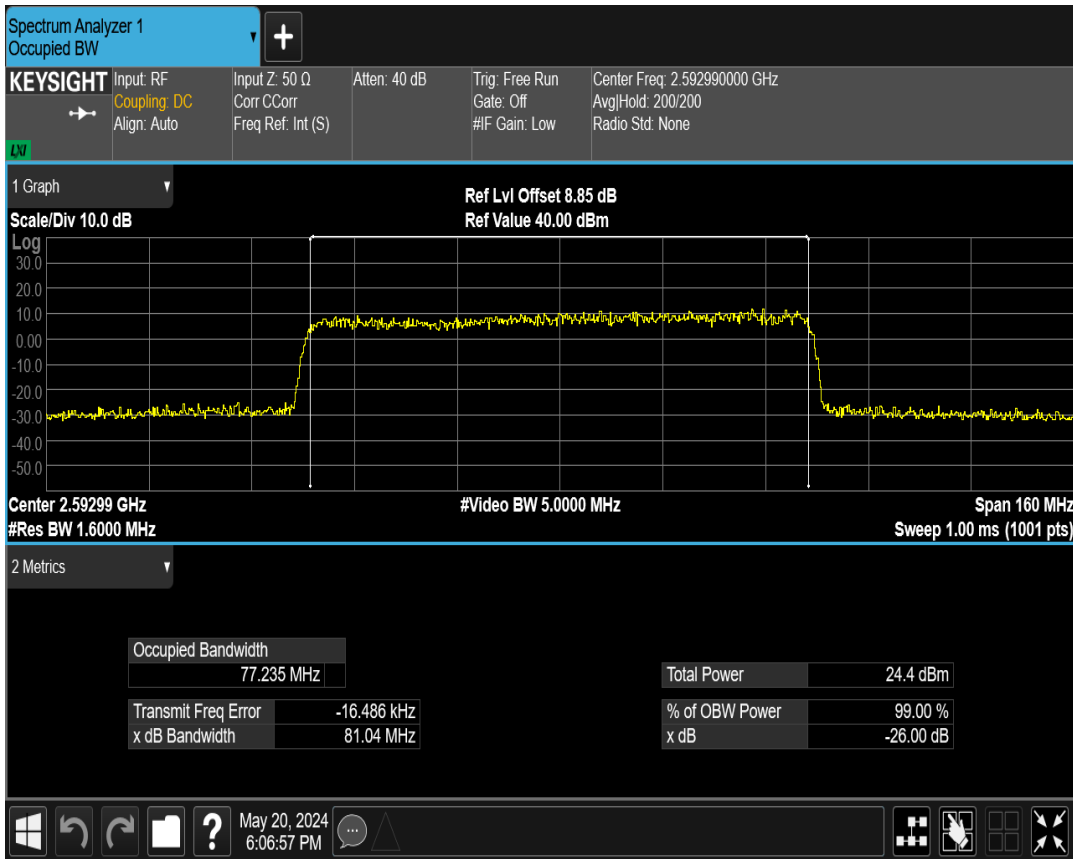 Spectrum Analyzer 1
Occupied BW
KEYSIGHT
LXI
Input: RF
Coupling: DC
Align: Auto
Input Z: 50 Ω
Corr CCorr
Freq Ref: Int (S)
Atten: 40 dB
Trig: Free Run
Gate: Off
#IF Gain: Low
Center Freq: 2.592990000 GHz
Avg|Hold: 200/200
Radio Std: None
1 Graph
Ref Lvl Offset 8.85 dB
Scale/Div 10.0 dB
Ref Value 40.00 dBm
Log
30.0
20.0
10.0
0.00
-10.0
-20.0
-30.0
-40.0
-50.0
Center 2.59299 GHz
#Video BW 5.0000 MHz
Span 160 MHz
#Res BW 1.6000 MHz
Sweep 1.00 ms (1001 pts)
2 Metrics
Occupied Bandwidth
77.235 MHz
Total Power 24.4 dBm
Transmit Freq Error -16.486 kHz
% of OBW Power 99.00 %
x dB Bandwidth 81.04 MHz
x dB -26.00 dB
?
May 20, 2024
6:06:57 PM